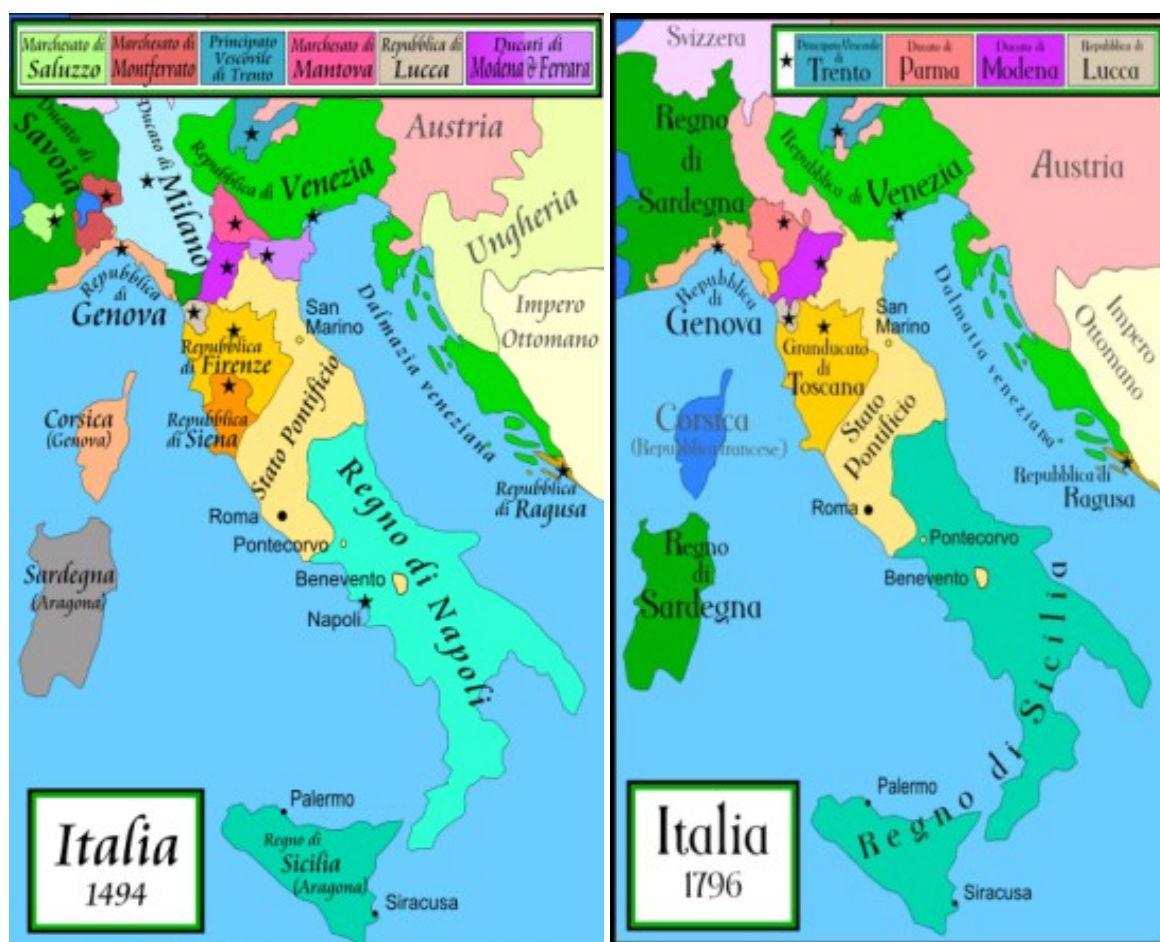 Marchesato di
Saluzzo
Marchesato di
Montferrato
Principato
Vescovile
di Trento
Marchesato di
Mantova
Repubblica di
Lucca
Ducati di
Modena & Ferrara
Ducato di
Savoia
Ducato di
Milano
Repubblica di Venezia
Austria
Ungheria
Impero
Ottomano
Repubblica
di
Genova
San
Marino
Dalmazia veneziana
Repubblica
di Firenze
Repubblica
di Siena
Stato Pontificio
Corsica
(Genova)
Repubblica
di Ragusa
Roma
Pontecorvo
Regno di Napoli
Benevento
Napoli
Sardegna
(Aragona)
Palermo
Regno di
Sicilia
(Aragona)
Siracusa
Italia
1494
Svizzera
Principato Vescovile
di
Trento
Ducato di
Parma
Ducato di
Modena
Repubblica di
Lucca
Regno
di
Sardegna
Repubblica di Venezia
Austria
Impero
Ottomano
Repubblica
di
Genova
San
Marino
Dalmatia veneziano
Granducato
di
Toscana
Stato
Pontificio
Corsica
(Repubblica francese)
Repubblica di
Ragusa
Roma
Pontecorvo
Benevento
Regno
di
Sardegna
Regno di Sicilia
Palermo
Siracusa
Italia
1796